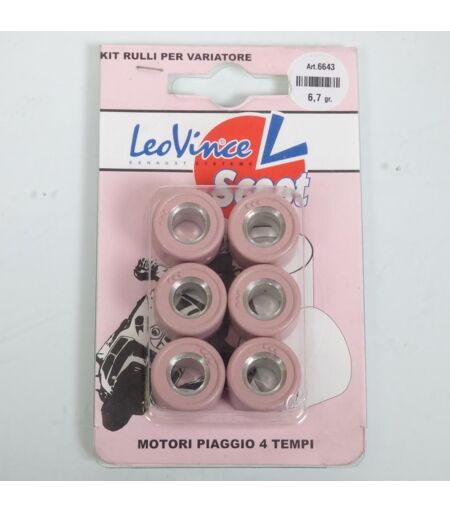 KIT RULLI PER VARIATORE
Art.6643
6,7 gr.
LeoVince L
EXHAUST SYSTEMS
Scoot
MOTORI PIAGGIO 4 TEMPI